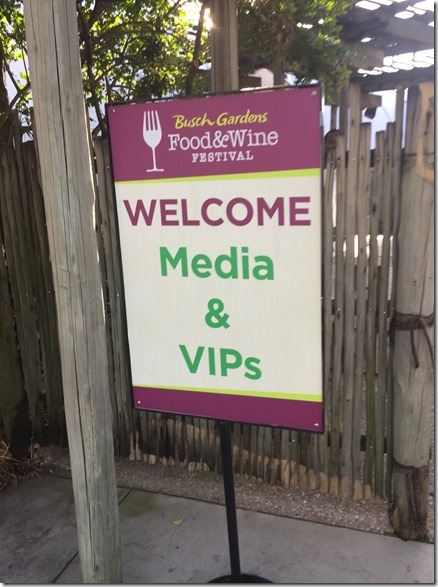 Busch Gardens
Food&Wine
FESTIVAL
WELCOME
Media
&
VIPs